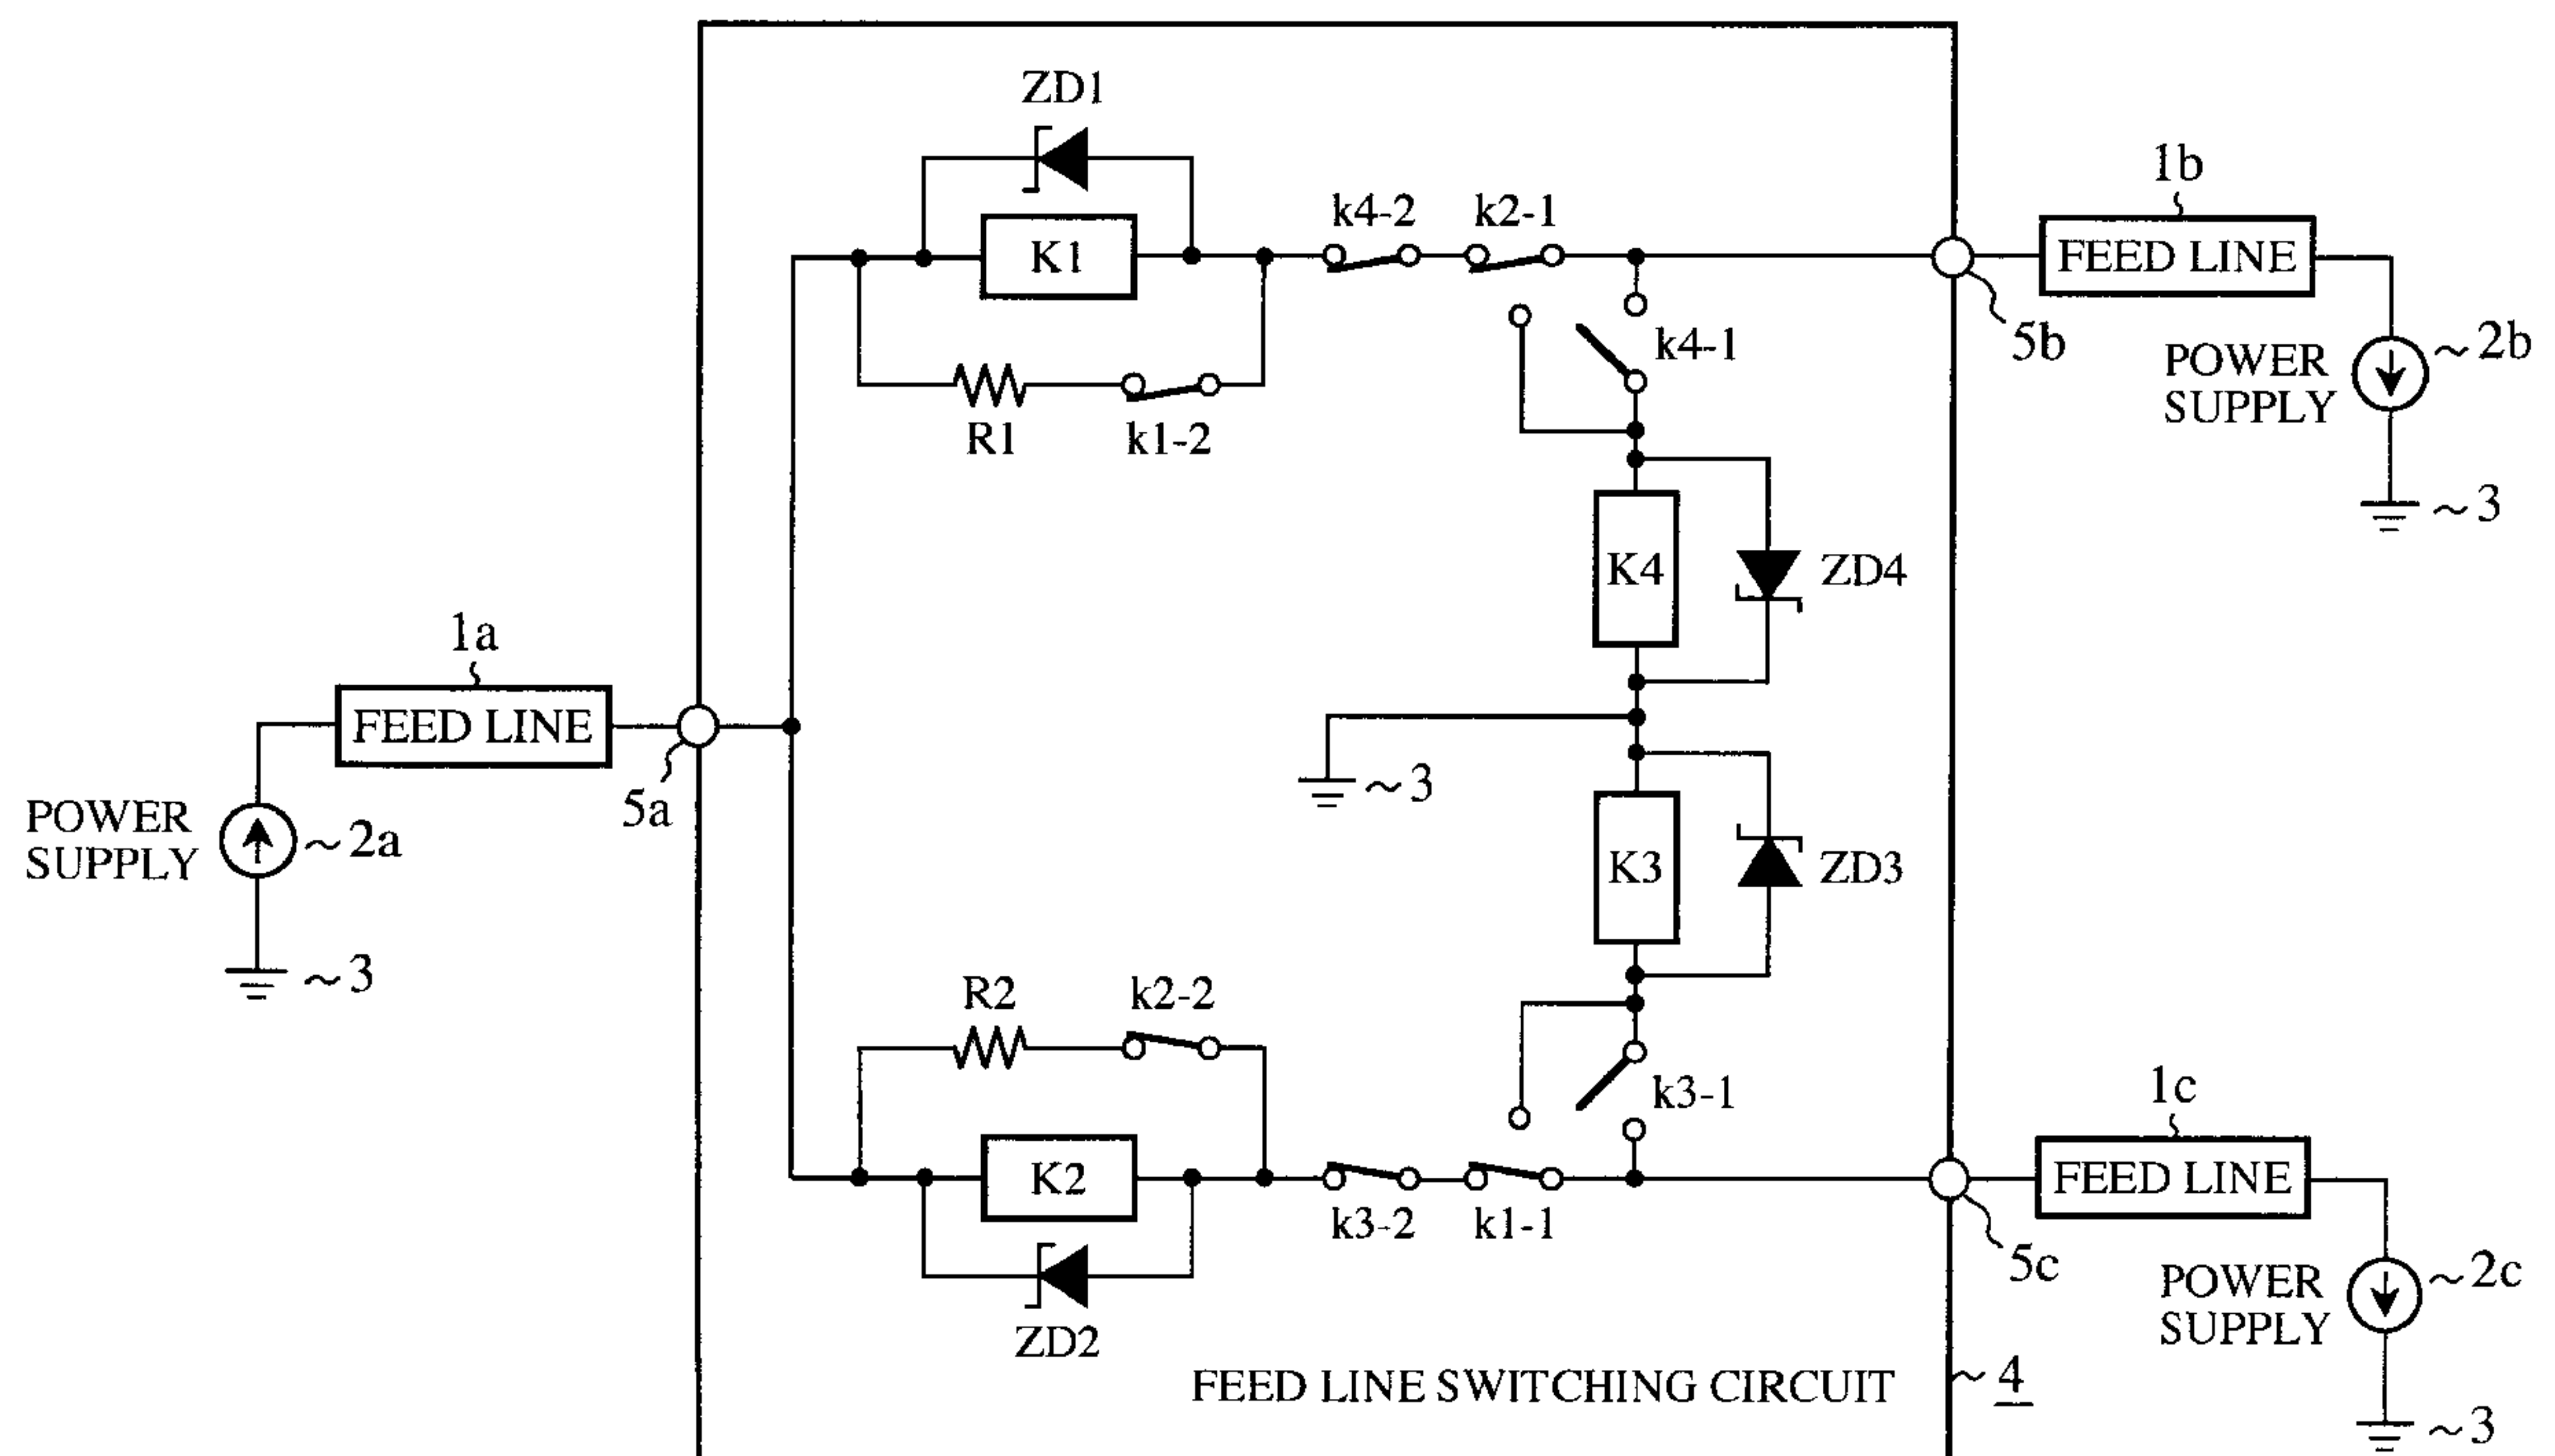 ZD1
1b
k4-2
k2-1
K1
FEED LINE
k4-1
5b
POWER
SUPPLY
~2b
R1
k1-2
~3
K4
ZD4
1a
FEED LINE
5a
~3
POWER
SUPPLY
~2a
K3
ZD3
~3
R2
k2-2
k3-1
1c
K2
FEED LINE
k3-2
k1-1
5c
POWER
SUPPLY
~2c
ZD2
FEED LINE SWITCHING CIRCUIT
~4
~3